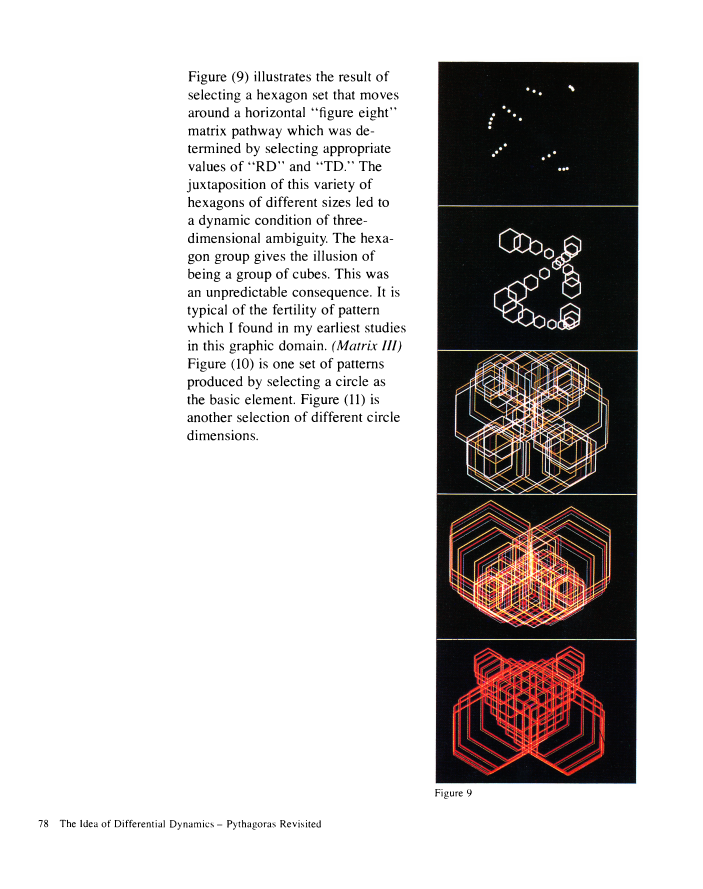 Figure (9) illustrates the result of
selecting a hexagon set that moves
around a horizontal “figure eight”
matrix pathway which was de-
termined by selecting appropriate
values of “RD” and “TD.” The
juxtaposition of this variety of
hexagons of different sizes led to
a dynamic condition of three-
dimensional ambiguity. The hexa-
gon group gives the illusion of
being a group of cubes. This was
an unpredictable consequence. It is
typical of the fertility of pattern
which I found in my earliest studies
in this graphic domain. (Matrix III)
Figure (10) is one set of patterns
produced by selecting a circle as
the basic element. Figure (11) is
another selection of different circle
dimensions.
Figure 9
78 The Idea of Differential Dynamics – Pythagoras Revisited